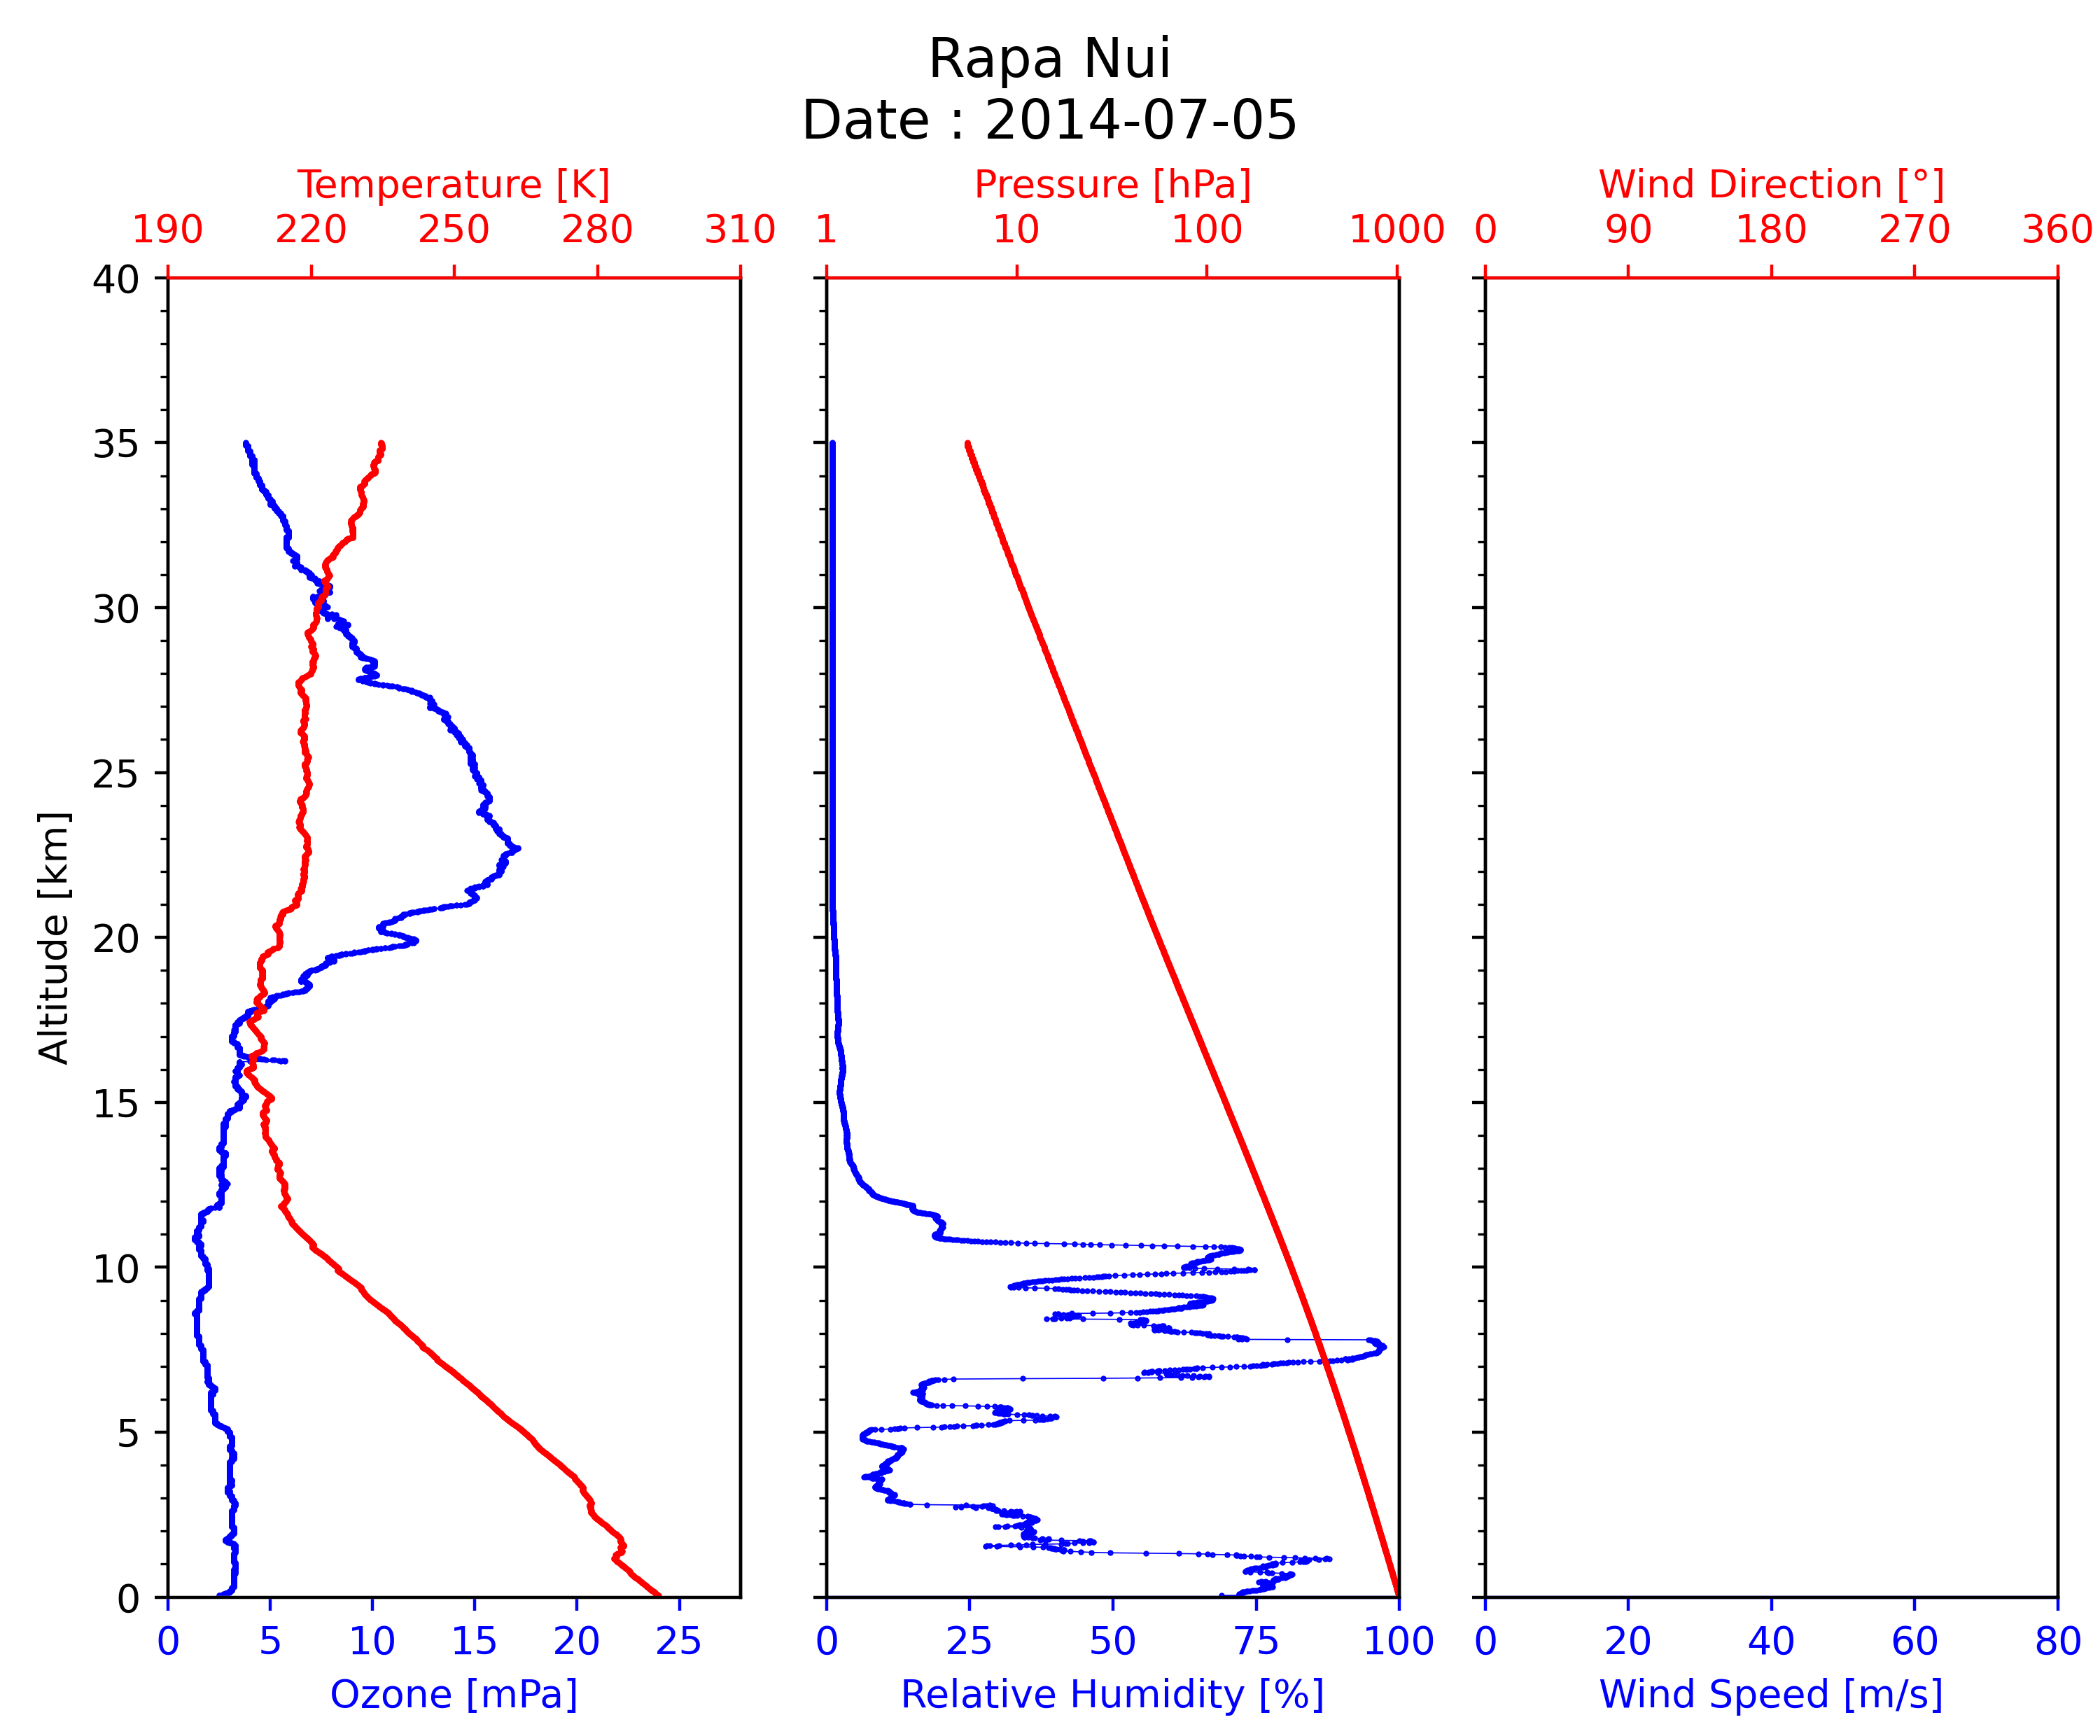 Rapa Nui
Date : 2014-07-05
Temperature [K]
190 220 250 280 310
Pressure [hPa]
1 10 100 1000
Wind Direction [°]
0 90 180 270 360
Altitude [km]
40
35
30
25
20
15
10
5
0
0 5 10 15 20 25
Ozone [mPa]
0 25 50 75 100
Relative Humidity [%]
0 20 40 60 80
Wind Speed [m/s]